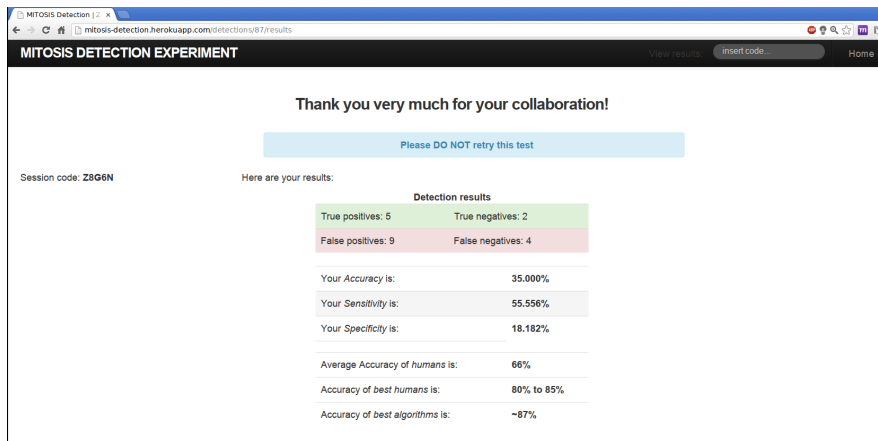 MITOSIS Detection | Z
mitosis-detection.herokuapp.com/detections/87/results
MITOSIS DETECTION EXPERIMENT
View results: insert code... Home
Thank you very much for your collaboration!
Please DO NOT retry this test
Session code: Z8G6N
Here are your results:
Detection results
True positives: 5 True negatives: 2
False positives: 9 False negatives: 4
Your Accuracy is: 35.000%
Your Sensitivity is: 55.556%
Your Specificity is: 18.182%
Average Accuracy of humans is: 66%
Accuracy of best humans is: 80% to 85%
Accuracy of best algorithms is: ~87%